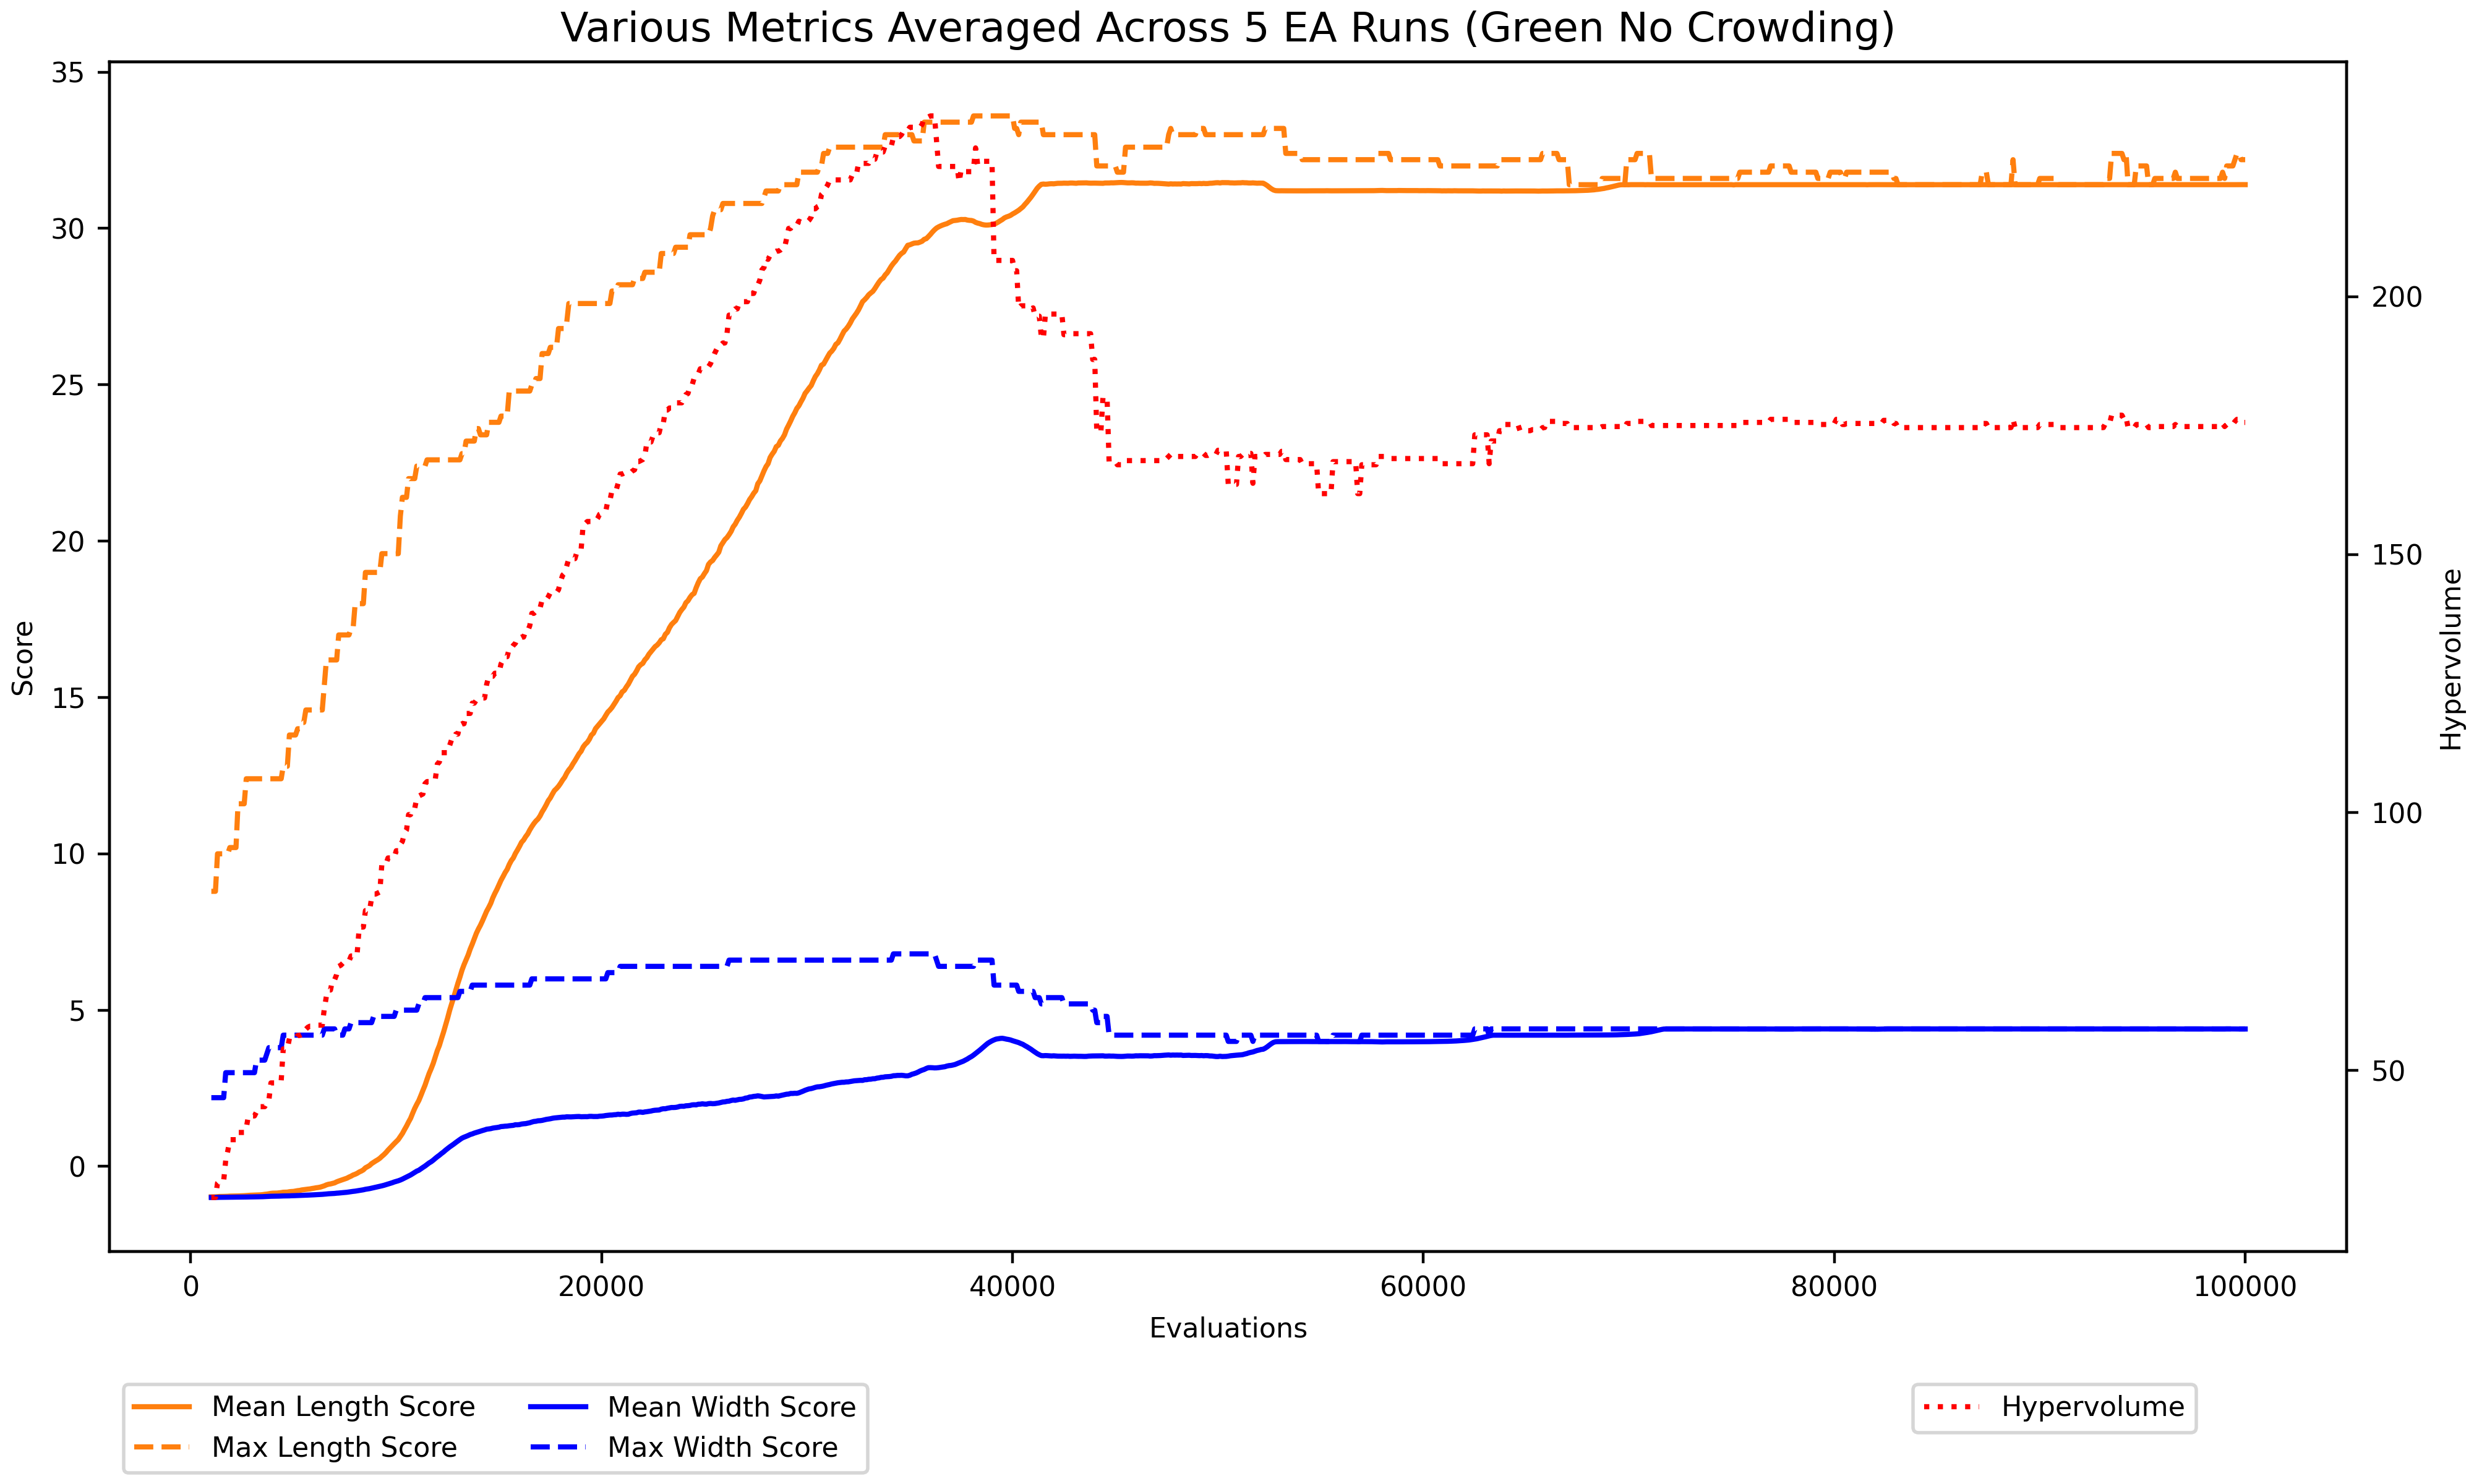 Various Metrics Averaged Across 5 EA Runs (Green No Crowding)
35
30
25
20
15
10
5
0
Score
200
150
100
50
Hypervolume
0 20000 40000 60000 80000 100000
Evaluations
Mean Length Score Mean Width Score Hypervolume
Max Length Score Max Width Score